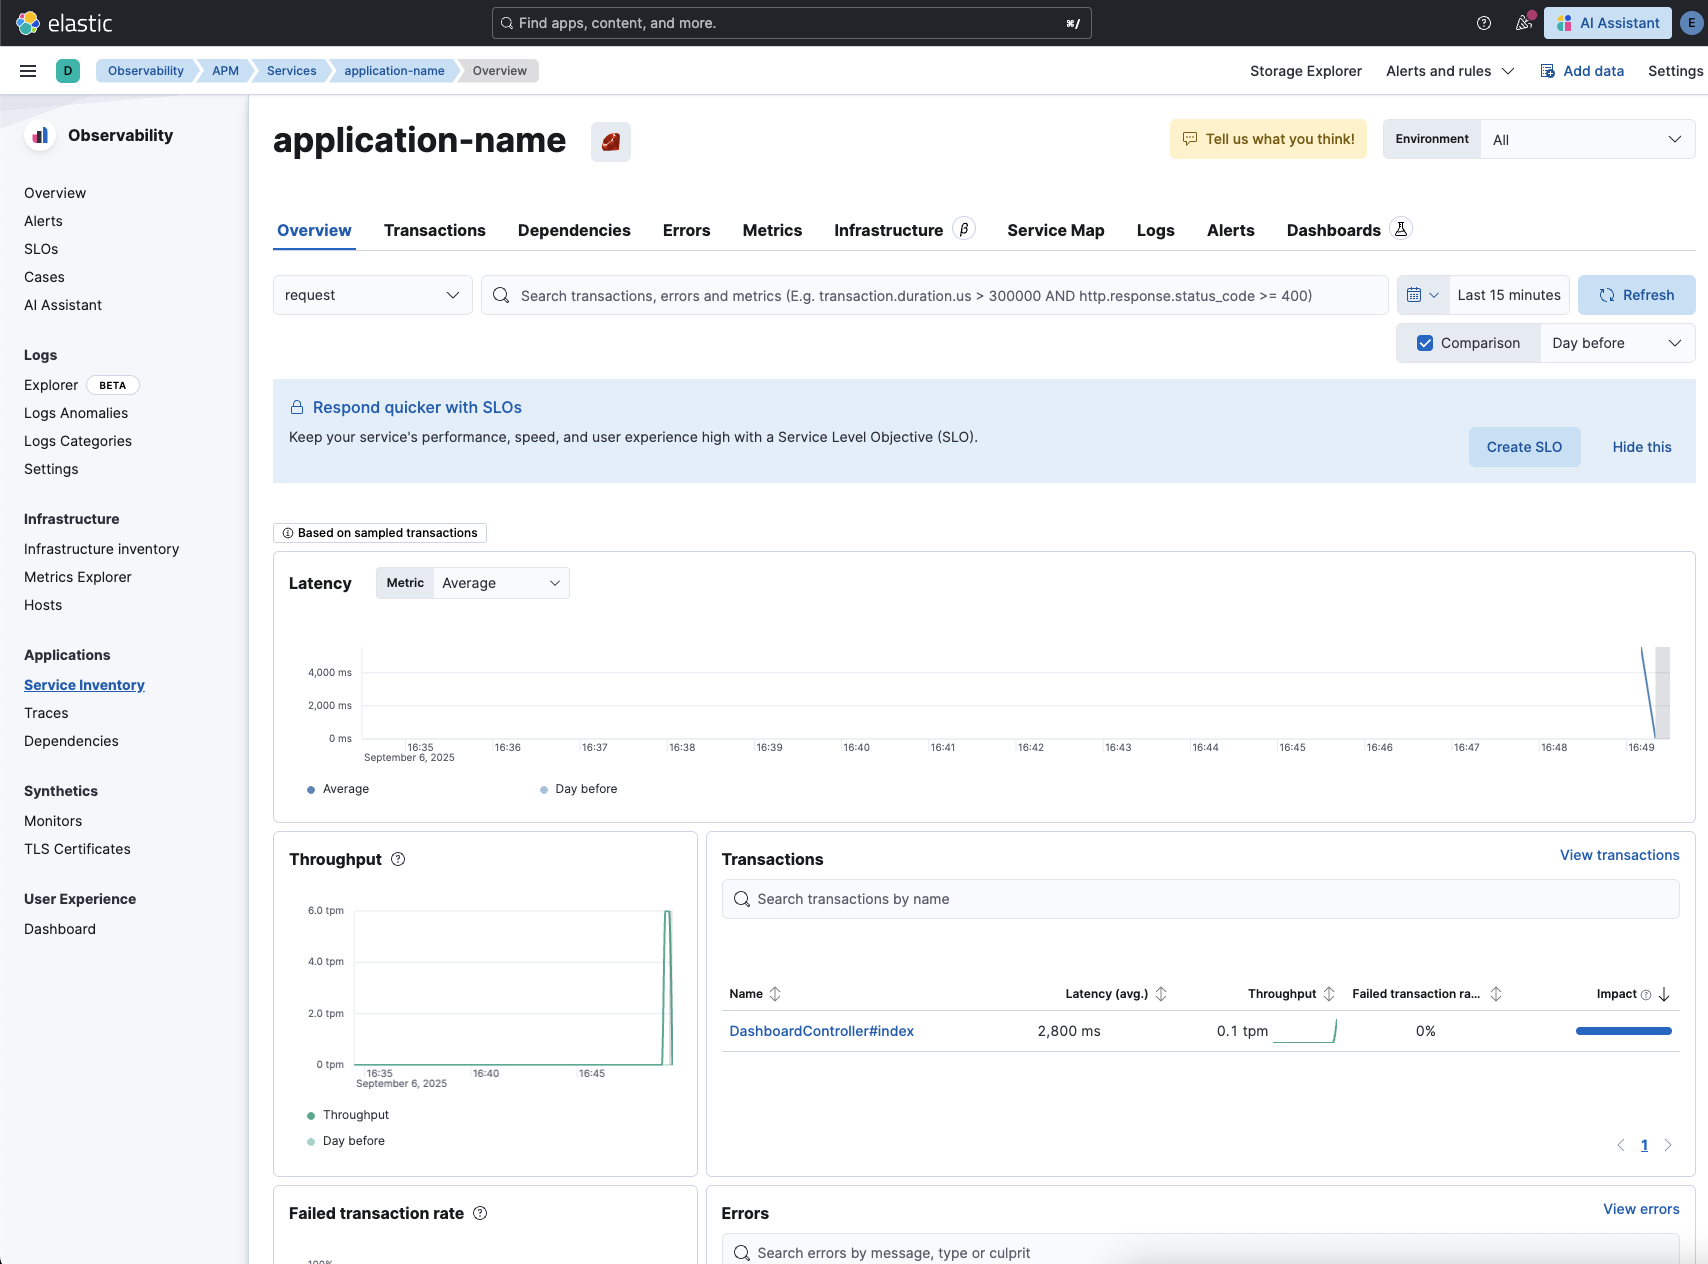 elastic
Find apps, content, and more.
⌘/
AI Assistant
E
D
Observability
APM
Services
application-name
Overview
Storage Explorer
Alerts and rules
Add data
Settings
Observability
Overview
Alerts
SLOs
Cases
AI Assistant
Logs
Explorer BETA
Logs Anomalies
Logs Categories
Settings
Infrastructure
Infrastructure inventory
Metrics Explorer
Hosts
Applications
Service Inventory
Traces
Dependencies
Synthetics
Monitors
TLS Certificates
User Experience
Dashboard
application-name
Tell us what you think!
Environment All
Overview
Transactions
Dependencies
Errors
Metrics
Infrastructure β
Service Map
Logs
Alerts
Dashboards
request
Search transactions, errors and metrics (E.g. transaction.duration.us > 300000 AND http.response.status_code >= 400)
Last 15 minutes
Refresh
Comparison
Day before
Respond quicker with SLOs
Keep your service's performance, speed, and user experience high with a Service Level Objective (SLO).
Create SLO
Hide this
Based on sampled transactions
Latency
Metric Average
4,000 ms
2,000 ms
0 ms
16:35 16:36 16:37 16:38 16:39 16:40 16:41 16:42 16:43 16:44 16:45 16:46 16:47 16:48 16:49
September 6, 2025
Average
Day before
Throughput
6.0 tpm
4.0 tpm
2.0 tpm
0 tpm
16:35 16:40 16:45
September 6, 2025
Throughput
Day before
Transactions
View transactions
Search transactions by name
Name Latency (avg.) Throughput Failed transaction ra... Impact
DashboardController#index 2,800 ms 0.1 tpm 0%
1
Failed transaction rate
100%
Errors
View errors
Search errors by message, type or culprit